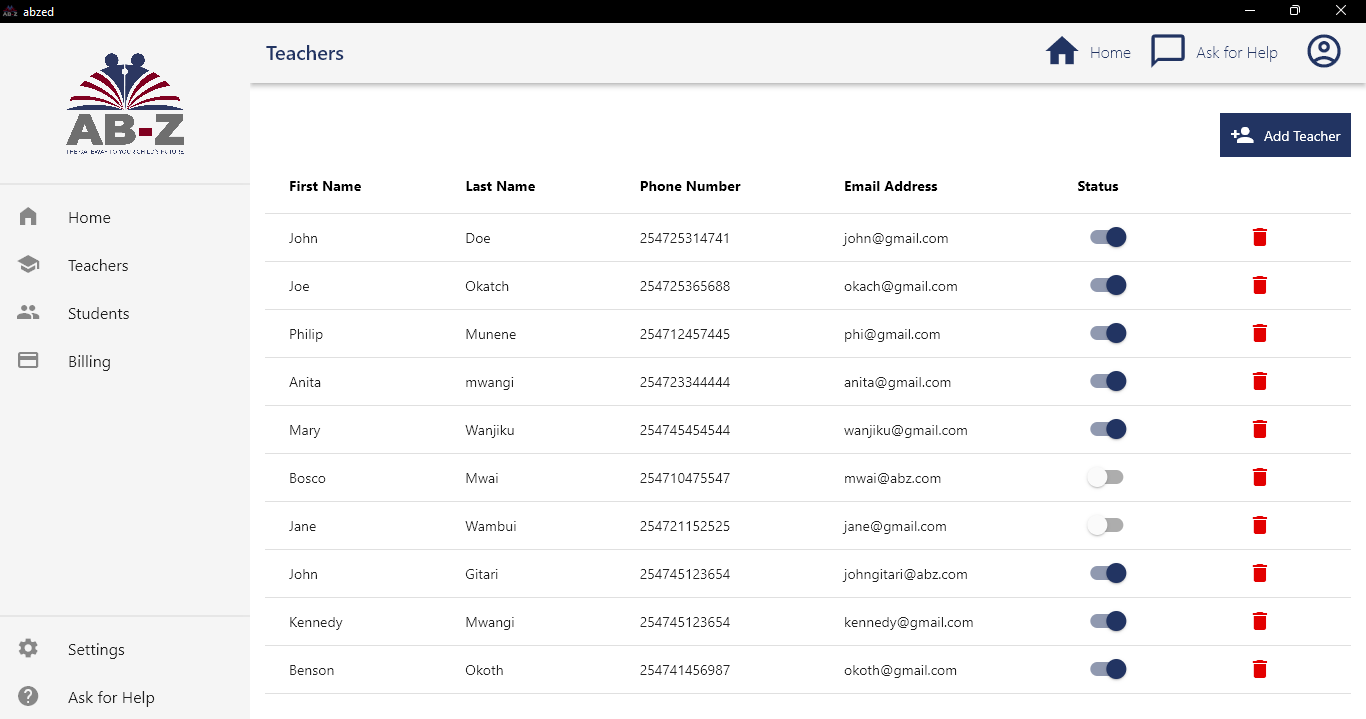 abzed
AB-Z
Teachers
Home
Ask for Help
Add Teacher
Home
Teachers
Students
Billing
Settings
Ask for Help
First Name Last Name Phone Number Email Address Status
John Doe 254725314741 john@gmail.com
Joe Okatch 254725365688 okach@gmail.com
Philip Munene 254712457445 phi@gmail.com
Anita mwangi 254723344444 anita@gmail.com
Mary Wanjiku 254745454544 wanjiku@gmail.com
Bosco Mwai 254710475547 mwai@abz.com
Jane Wambui 254721152525 jane@gmail.com
John Gitari 254745123654 johngitari@abz.com
Kennedy Mwangi 254745123654 kennedy@gmail.com
Benson Okoth 254741456987 okoth@gmail.com